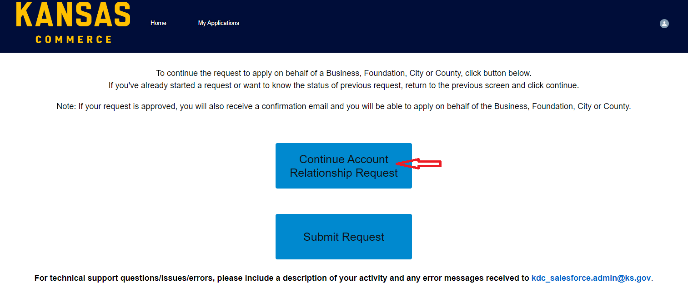 KANSAS
COMMERCE
Home
My Applications
To continue the request to apply on behalf of a Business, Foundation, City or County, click button below.
If you've already started a request or want to know the status of previous request, return to the previous screen and click continue.
Note: If your request is approved, you will also receive a confirmation email and you will be able to apply on behalf of the Business, Foundation, City or County.
Continue Account
Relationship Request
Submit Request
For technical support questions/issues/errors, please include a description of your activity and any error messages received to kdc_salesforce.admin@ks.gov.